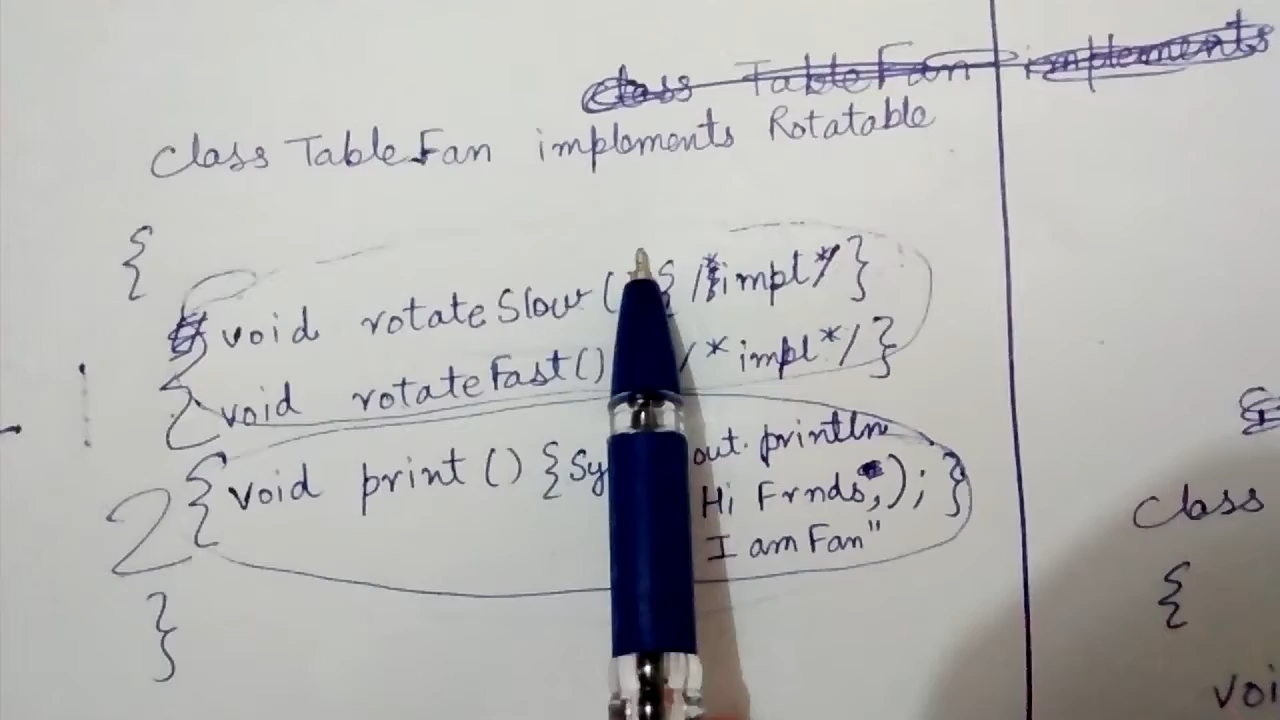 class TableFan implements
class TableFan implements Rotatable
{
void rotateSlow( { /*impl*/ }
void rotateFast() /*impl*/ }
2 { void print () { Sy out.println
Hi Frnds, ); }
I am Fan"
}
class
{
voi